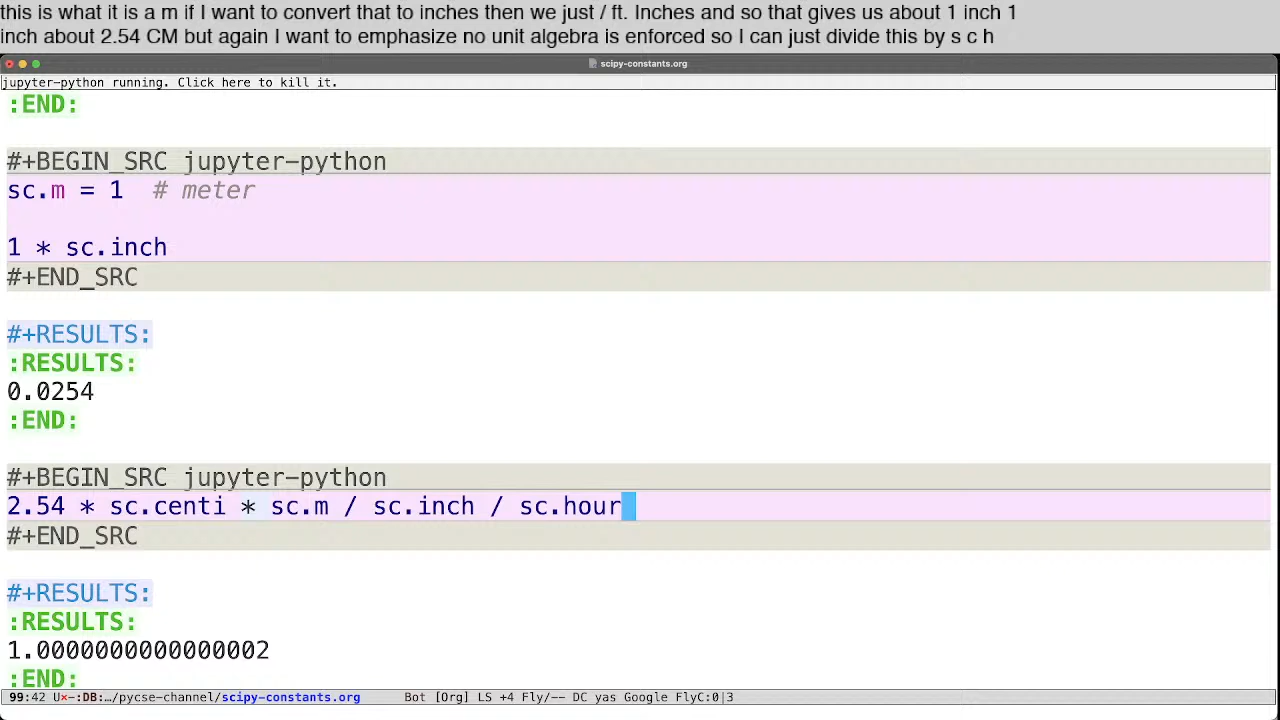 this is what it is a m if I want to convert that to inches then we just / ft. Inches and so that gives us about 1 inch 1
inch about 2.54 CM but again I want to emphasize no unit algebra is enforced so I can just divide this by s c h
scipy-constants.org
jupyter-python running. Click here to kill it.
:END:
#+BEGIN_SRC jupyter-python
sc.m = 1  # meter
1 * sc.inch
#+END_SRC
#+RESULTS:
:RESULTS:
0.0254
:END:
#+BEGIN_SRC jupyter-python
2.54 * sc.centi * sc.m / sc.inch / sc.hour
#+END_SRC
#+RESULTS:
:RESULTS:
1.0000000000000002
:END:
99:42 U×-:DB:…/pycse-channel/scipy-constants.org Bot [Org] LS +4 Fly/-- DC yas Google FlyC:0|3